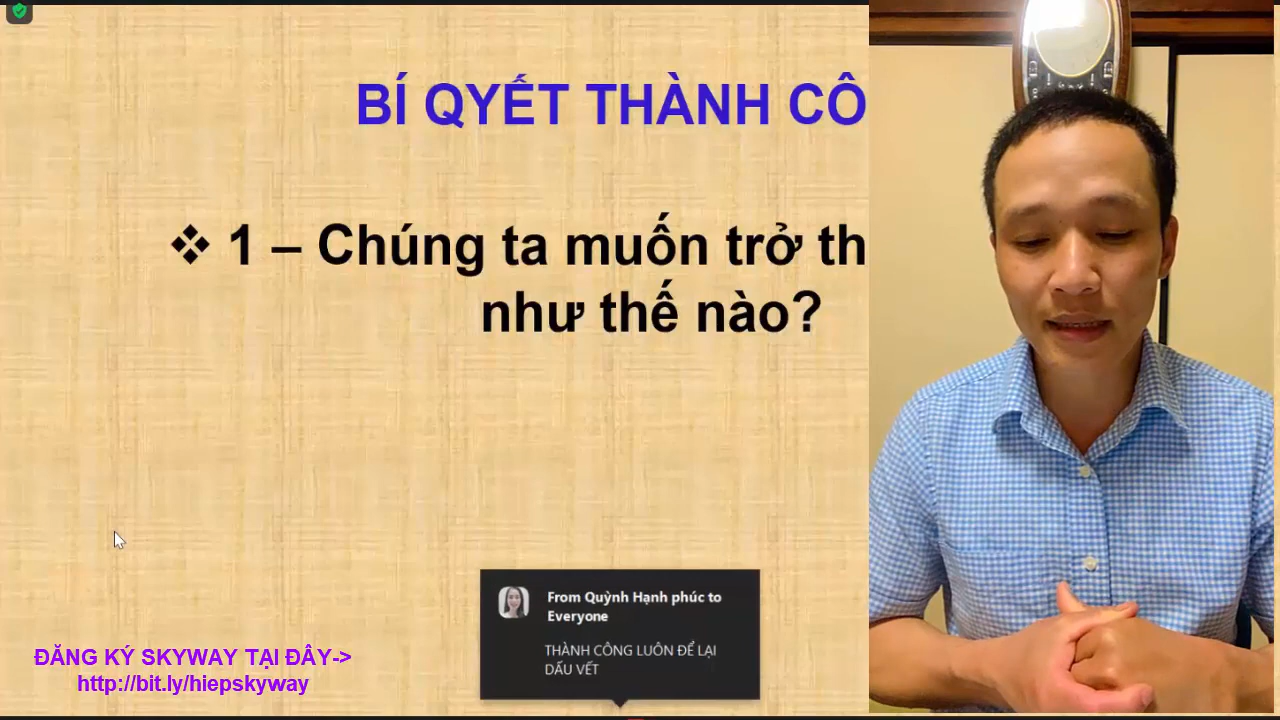 BÍ QYẾT THÀNH CÔ
❖ 1 – Chúng ta muốn trở th
như thế nào?
From Quỳnh Hạnh phúc to
Everyone
THÀNH CÔNG LUÔN ĐỂ LẠI
DẤU VẾT
ĐĂNG KÝ SKYWAY TẠI ĐÂY->
http://bit.ly/hiepskyway